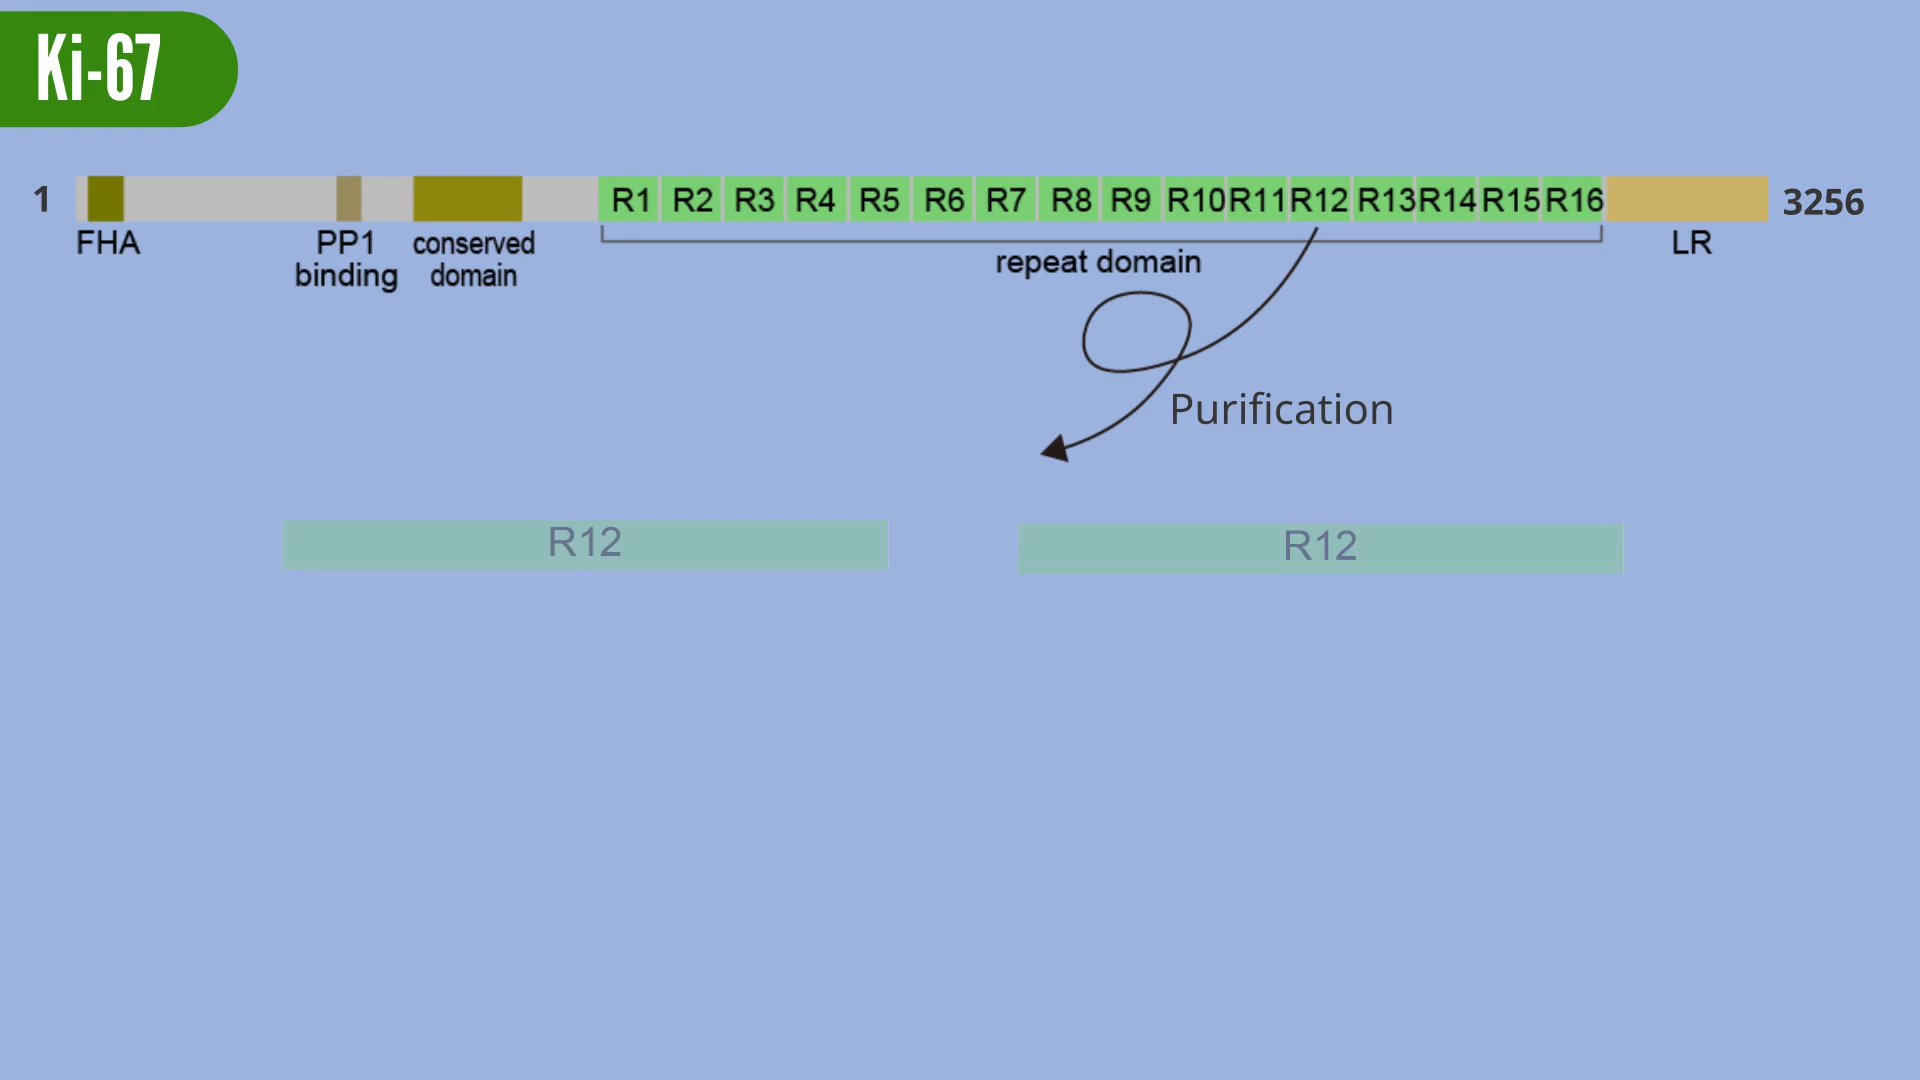 Ki-67
1 R1 R2 R3 R4 R5 R6 R7 R8 R9 R10 R11 R12 R13 R14 R15 R16 3256
FHA PP1 conserved repeat domain LR
binding domain
Purification
R12 R12